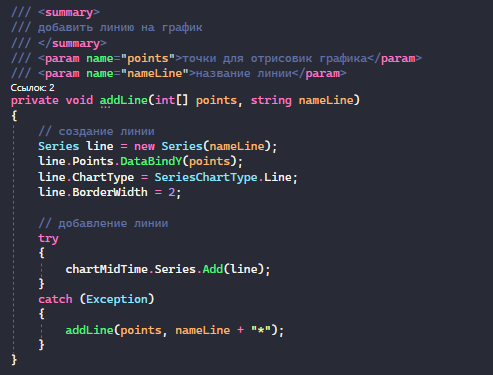 /// <summary>
/// добавить линию на график
/// </summary>
/// <param name="points">точки для отрисовик графика</param>
/// <param name="nameLine">название линии</param>
Ссылок: 2
private void addLine(int[] points, string nameLine)
{
// создание линии
Series line = new Series(nameLine);
line.Points.DataBindY(points);
line.ChartType = SeriesChartType.Line;
line.BorderWidth = 2;
// добавление линии
try
{
chartMidTime.Series.Add(line);
}
catch (Exception)
{
addLine(points, nameLine + "*");
}
}